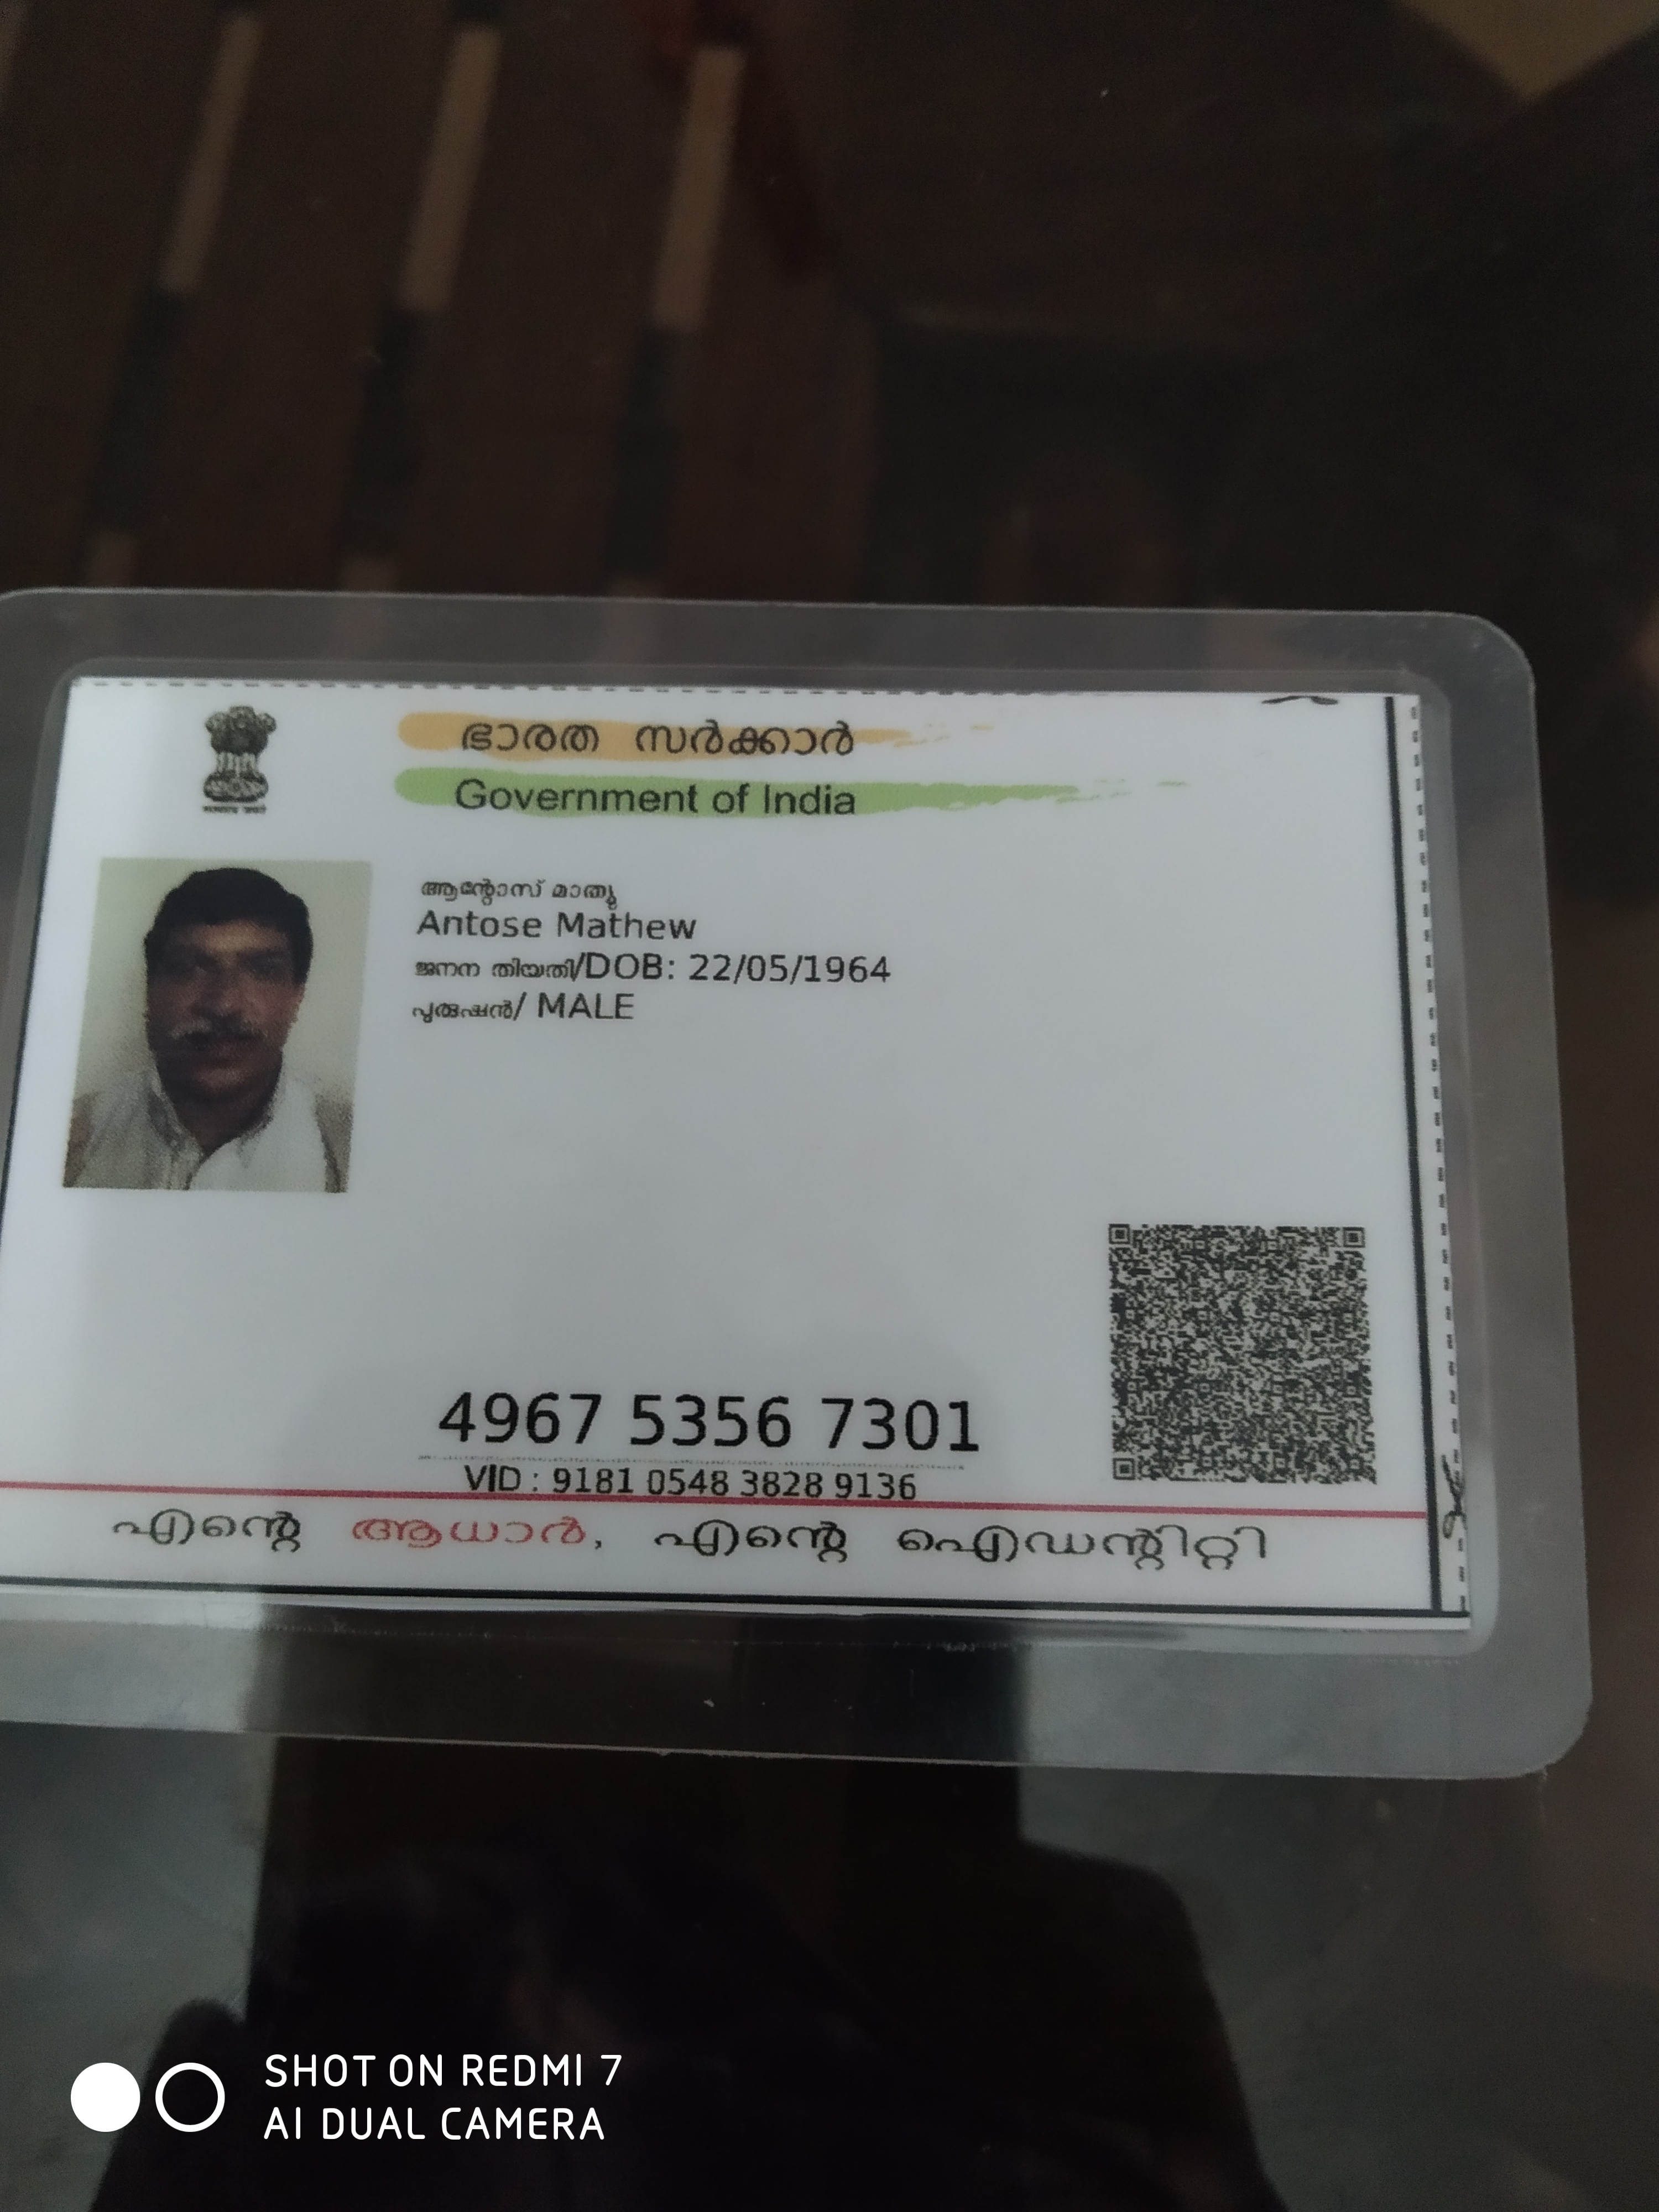 ഭാരത സർക്കാർ
Government of India
ആന്റോസ് മാത്യു
Antose Mathew
ജനന തിയതി/DOB: 22/05/1964
പുരുഷൻ/ MALE
4967 5356 7301
VID : 9181 0548 3828 9136
എന്റെ ആധാർ, എന്റെ ഐഡന്റിറ്റി
SHOT ON REDMI 7
AI DUAL CAMERA